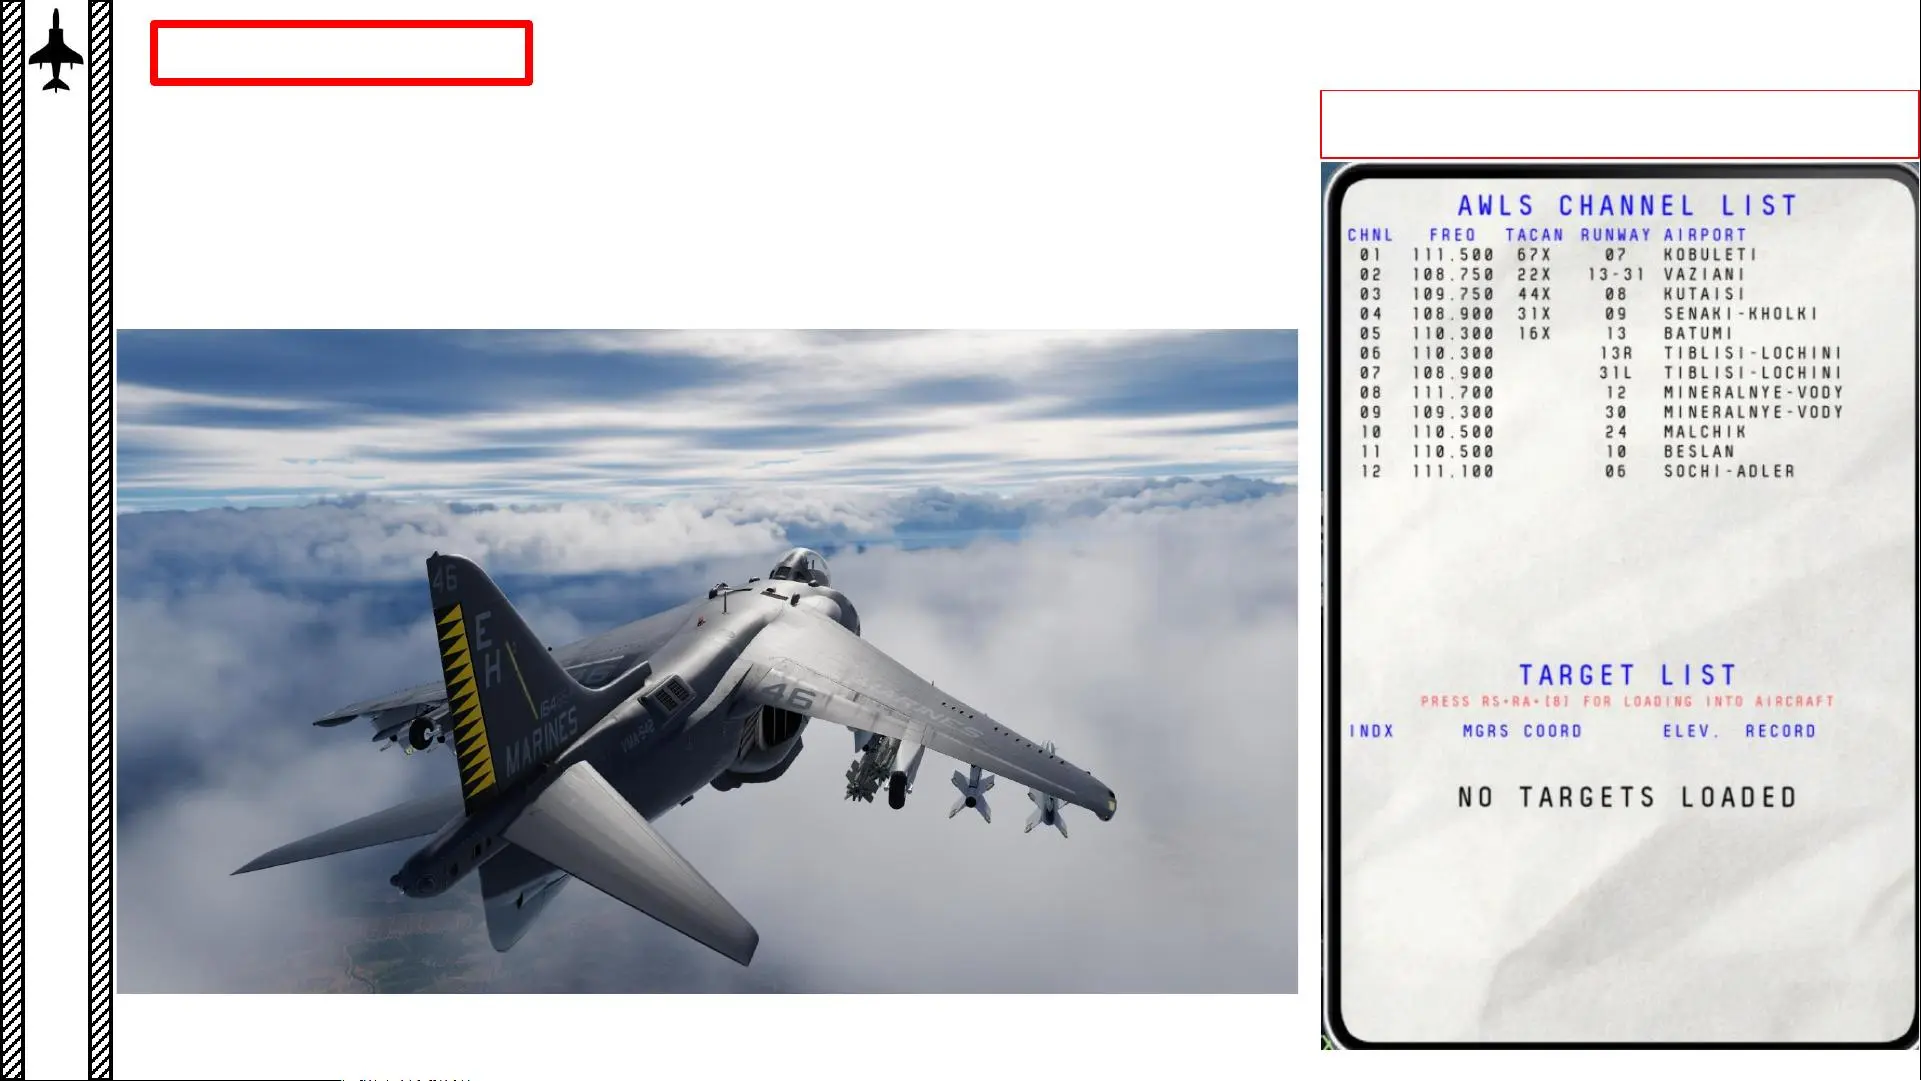 AWLS CHANNEL LIST
CHNL FREQ TACAN RUNWAY AIRPORT
01 111.500 67X 07 KOBULETI
02 108.750 22X 13-31 VAZIANI
03 109.750 44X 08 KUTAISI
04 108.900 31X 09 SENAKI-KHOLKI
05 110.300 16X 13 BATUMI
06 110.300 13R TIBLISI-LOCHINI
07 108.900 31L TIBLISI-LOCHINI
08 111.700 12 MINERALNYE-VODY
09 109.300 30 MINERALNYE-VODY
10 110.500 24 MALCHIK
11 110.500 10 BESLAN
12 111.100 06 SOCHI-ADLER
TARGET LIST
PRESS RS+RA+[8] FOR LOADING INTO AIRCRAFT
INDX MGRS COORD ELEV. RECORD
NO TARGETS LOADED
46
EH
MARINES
VMA-542
46
MARINES